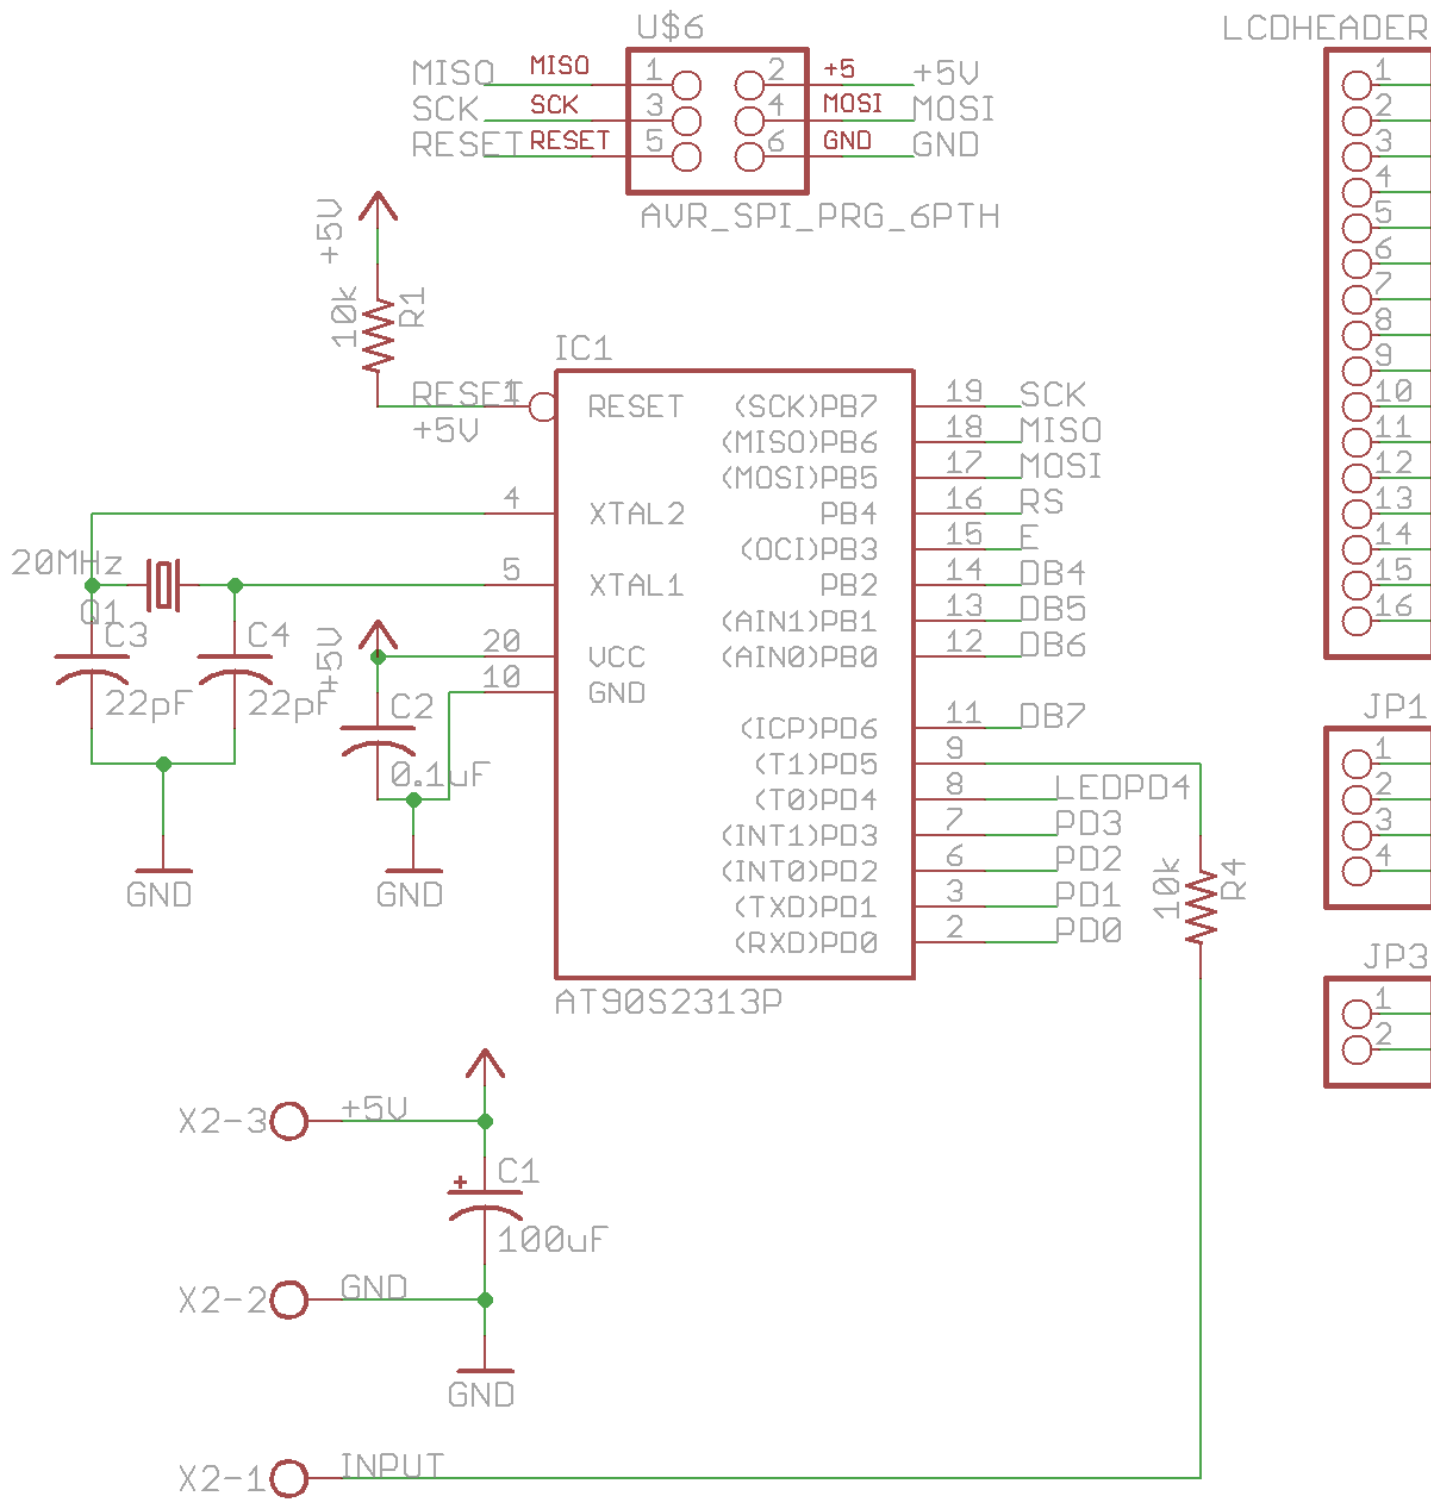 U$6
LCDHEADER
MISO MISO 1 2 +5 +5V
SCK SCK 3 4 MOSI MOSI
RESET RESET 5 6 GND GND
AVR_SPI_PRG_6PTH
1
2
3
4
5
6
7
8
9
10
11
12
13
14
15
16
+5V
10k R1
IC1
RESET 1 RESET (SCK)PB7 19 SCK
+5V
(MISO)PB6 18 MISO
(MOSI)PB5 17 MOSI
4 XTAL2 PB4 16 RS
(OCI)PB3 15 E
20MHz 5 XTAL1 PB2 14 DB4
Q1
(AIN1)PB1 13 DB5
C3 C4 +5V 20 VCC (AIN0)PB0 12 DB6
22pF 22pF 10 GND
C2
0.1uF
(ICP)PD6 11 DB7
(T1)PD5 9
(T0)PD4 8 LEDPD4
(INT1)PD3 7 PD3
(INT0)PD2 6 PD2
(TXD)PD1 3 PD1
(RXD)PD0 2 PD0
GND GND
10k R4
AT90S2313P
JP1
1
2
3
4
JP3
1
2
X2-3 +5V
C1
+
100uF
X2-2 GND
GND
X2-1 INPUT